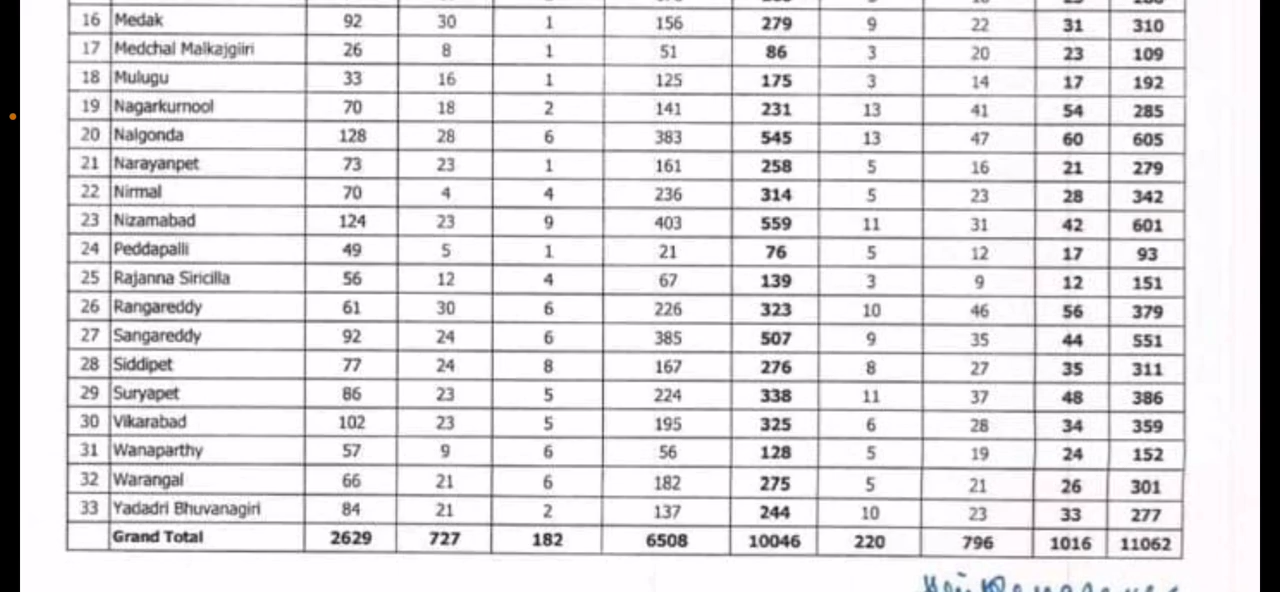 16 Medak 92 30 1 156 279 9 22 31 310
17 Medchal Malkajgiiri 26 8 1 51 86 3 20 23 109
18 Mulugu 33 16 1 125 175 3 14 17 192
19 Nagarkurnool 70 18 2 141 231 13 41 54 285
20 Nalgonda 128 28 6 383 545 13 47 60 605
21 Narayanpet 73 23 1 161 258 5 16 21 279
22 Nirmal 70 4 4 236 314 5 23 28 342
23 Nizamabad 124 23 9 403 559 11 31 42 601
24 Peddapalli 49 5 1 21 76 5 12 17 93
25 Rajanna Siricilla 56 12 4 67 139 3 9 12 151
26 Rangareddy 61 30 6 226 323 10 46 56 379
27 Sangareddy 92 24 6 385 507 9 35 44 551
28 Siddipet 77 24 8 167 276 8 27 35 311
29 Suryapet 86 23 5 224 338 11 37 48 386
30 Vikarabad 102 23 5 195 325 6 28 34 359
31 Wanaparthy 57 9 6 56 128 5 19 24 152
32 Warangal 66 21 6 182 275 5 21 26 301
33 Yadadri Bhuvanagiri 84 21 2 137 244 10 23 33 277
Grand Total 2629 727 182 6508 10046 220 796 1016 11062